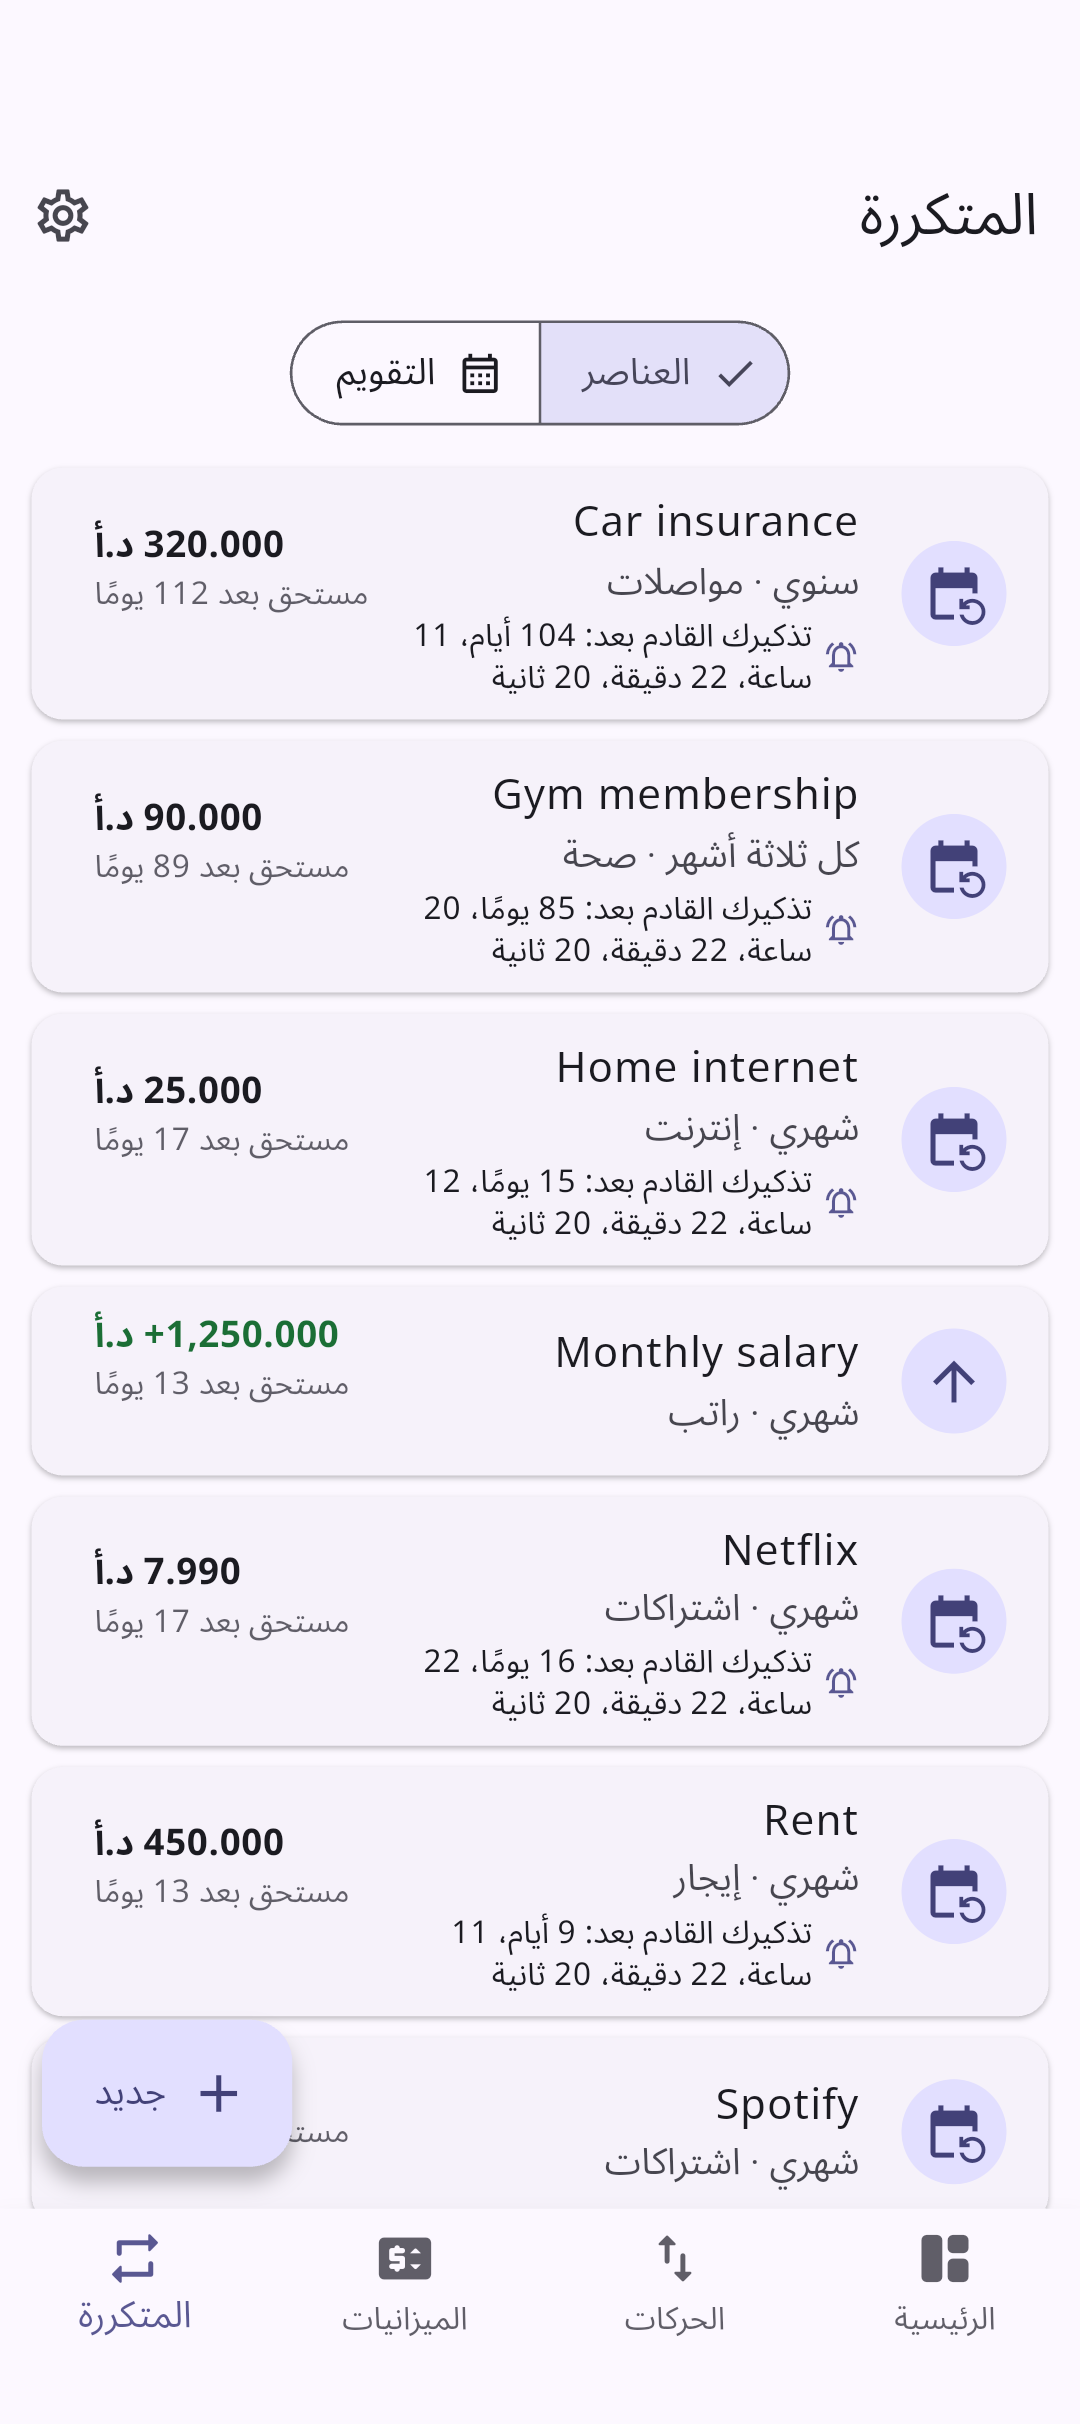 المتكررة
العناصر
التقويم
Car insurance
سنوي · مواصلات
تذكيرك القادم بعد: 104 أيام، 11
ساعة، 22 دقيقة، 20 ثانية
320.000 د.أ
مستحق بعد 112 يومًا
Gym membership
كل ثلاثة أشهر · صحة
تذكيرك القادم بعد: 85 يومًا، 20
ساعة، 22 دقيقة، 20 ثانية
90.000 د.أ
مستحق بعد 89 يومًا
Home internet
شهري · إنترنت
تذكيرك القادم بعد: 15 يومًا، 12
ساعة، 22 دقيقة، 20 ثانية
25.000 د.أ
مستحق بعد 17 يومًا
Monthly salary
شهري · راتب
+1,250.000 د.أ
مستحق بعد 13 يومًا
Netflix
شهري · اشتراكات
تذكيرك القادم بعد: 16 يومًا، 22
ساعة، 22 دقيقة، 20 ثانية
7.990 د.أ
مستحق بعد 17 يومًا
Rent
شهري · إيجار
تذكيرك القادم بعد: 9 أيام، 11
ساعة، 22 دقيقة، 20 ثانية
450.000 د.أ
مستحق بعد 13 يومًا
Spotify
شهري · اشتراكات
جديد
الرئيسية
الحركات
الميزانيات
المتكررة